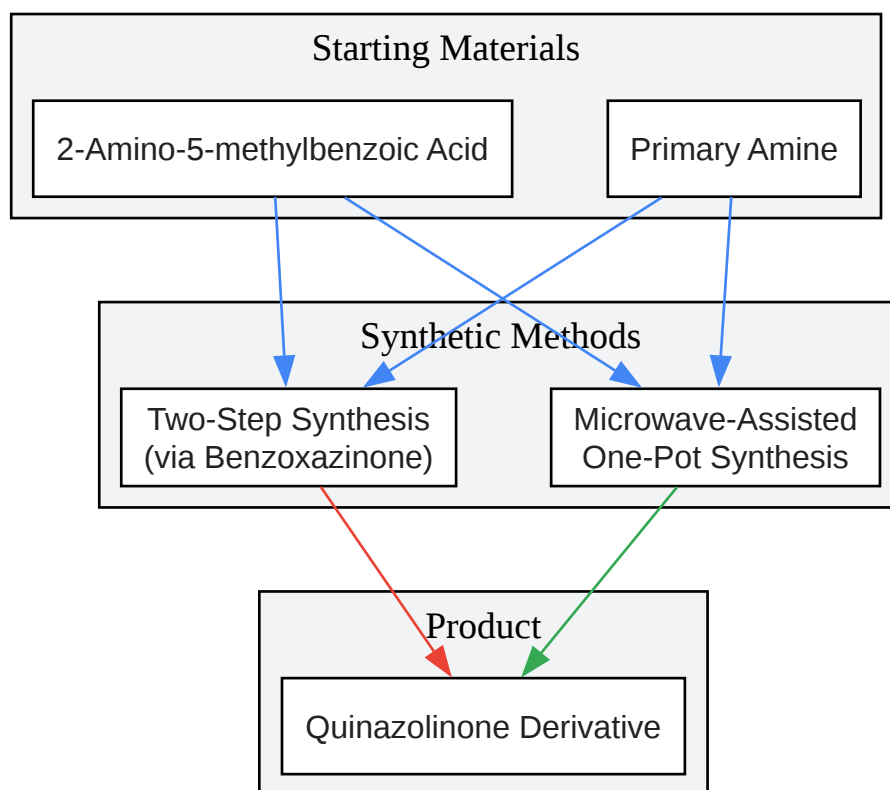 Starting Materials
2-Amino-5-methylbenzoic Acid
Primary Amine
Synthetic Methods
Two-Step Synthesis
(via Benzoxazinone)
Microwave-Assisted
One-Pot Synthesis
Product
Quinazolinone Derivative